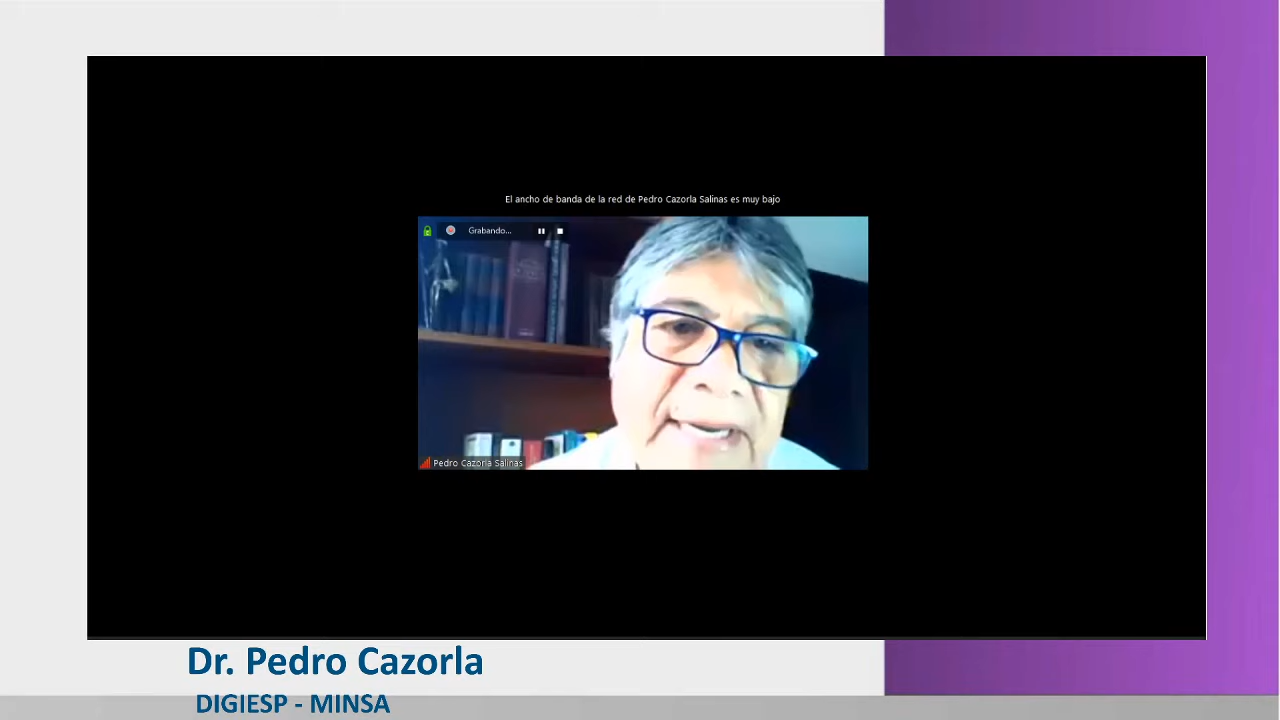 El ancho de banda de la red de Pedro Cazorla Salinas es muy bajo
Grabando...
Pedro Cazorla Salinas
Dr. Pedro Cazorla
DIGIESP - MINSA